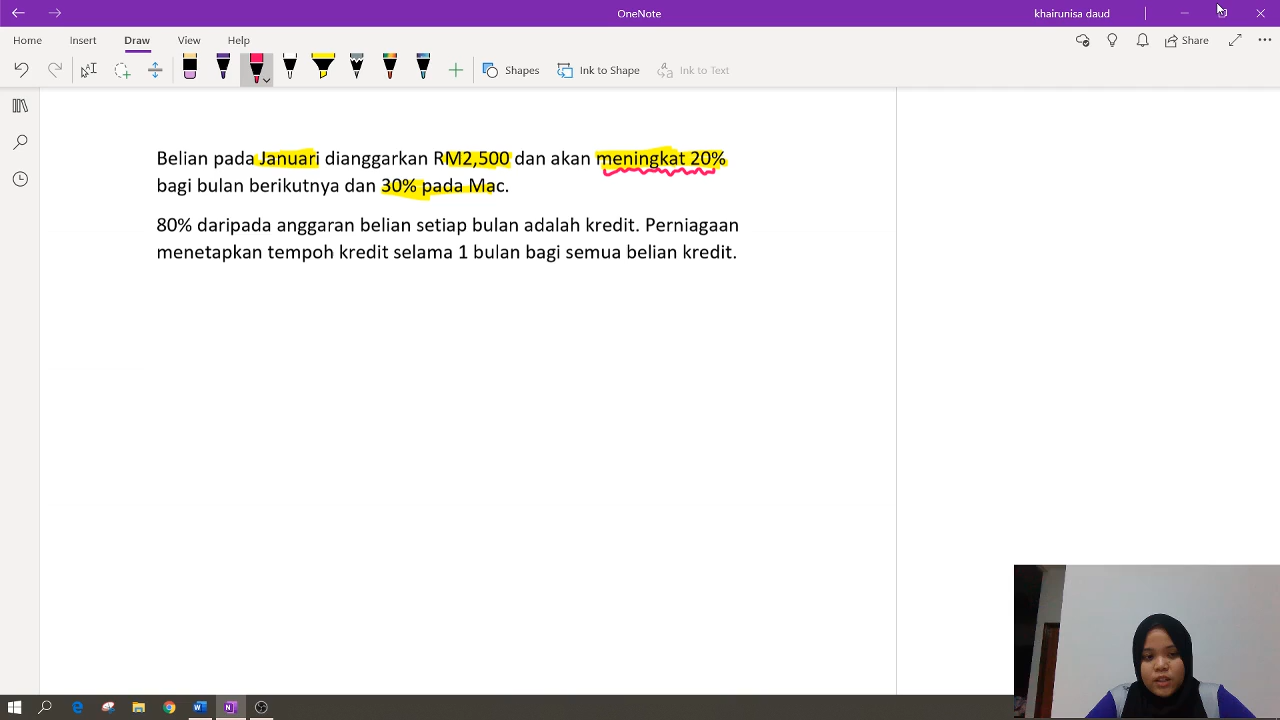 OneNote
khairunisa daud
Home Insert Draw View Help
Share
Shapes
Ink to Shape
Ink to Text
Belian pada Januari dianggarkan RM2,500 dan akan meningkat 20%
bagi bulan berikutnya dan 30% pada Mac.
80% daripada anggaran belian setiap bulan adalah kredit. Perniagaan
menetapkan tempoh kredit selama 1 bulan bagi semua belian kredit.